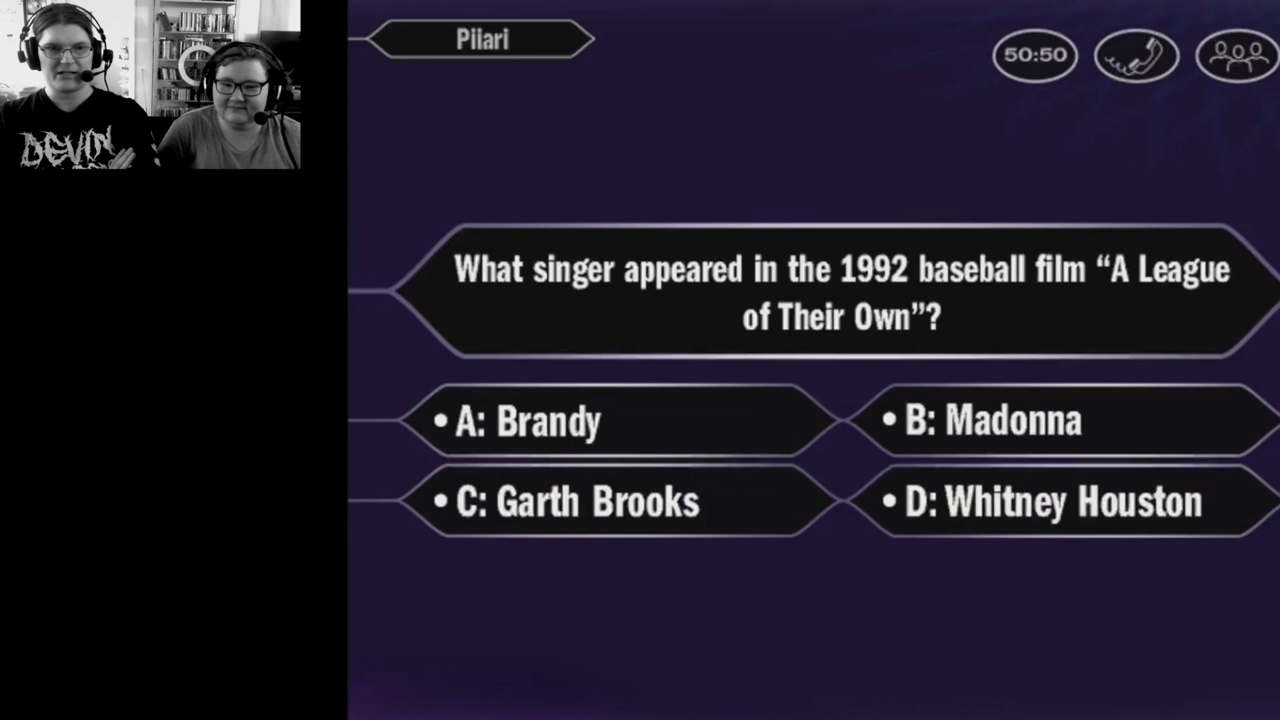 Piiari
50:50
What singer appeared in the 1992 baseball film “A League
of Their Own”?
• A: Brandy
• B: Madonna
• C: Garth Brooks
• D: Whitney Houston
DEVIN